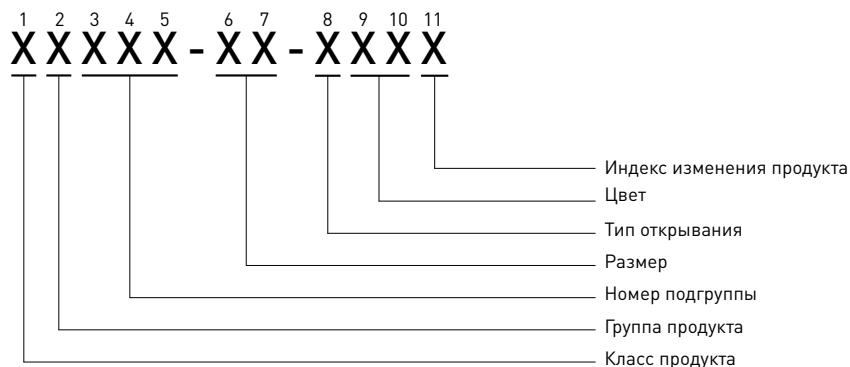 1 2 3 4 5 6 7 8 9 10 11
X X X X X - X X - X X X X
Индекс изменения продукта
Цвет
Тип открывания
Размер
Номер подгруппы
Группа продукта
Класс продукта